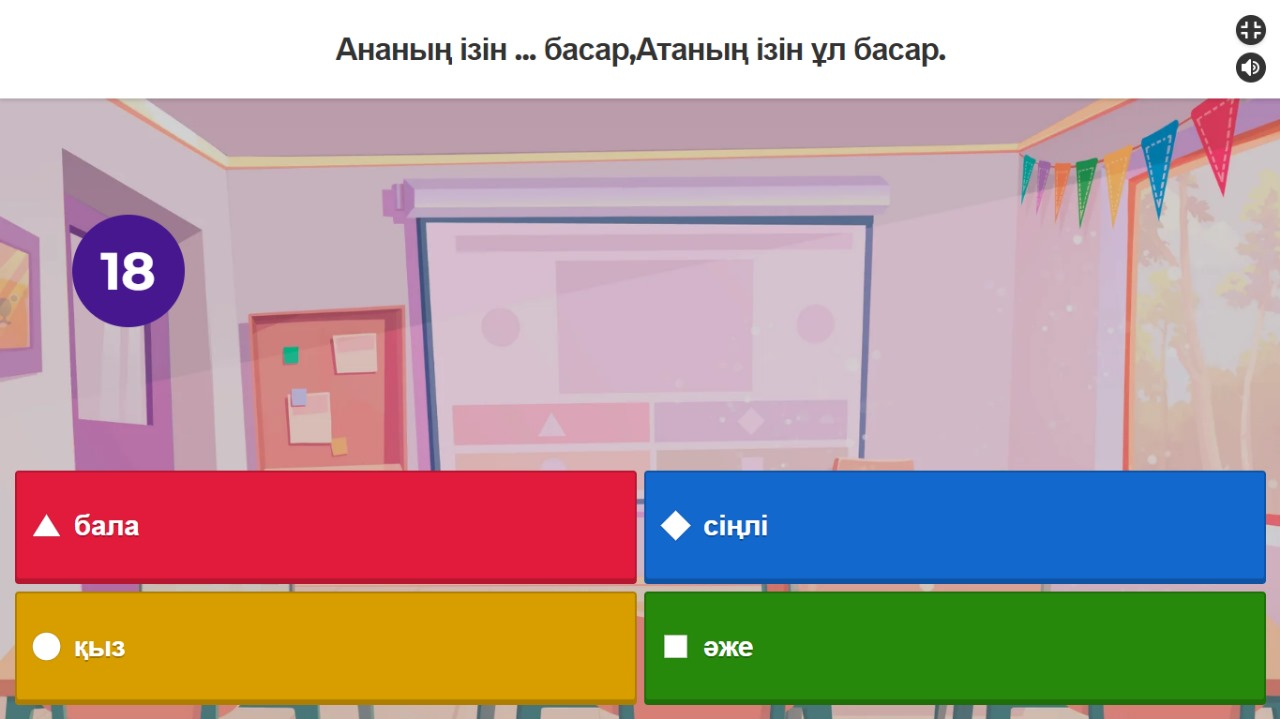 Ананың ізін ... басар,Атаның ізін ұл басар.
18
бала
сіңлі
қыз
әже